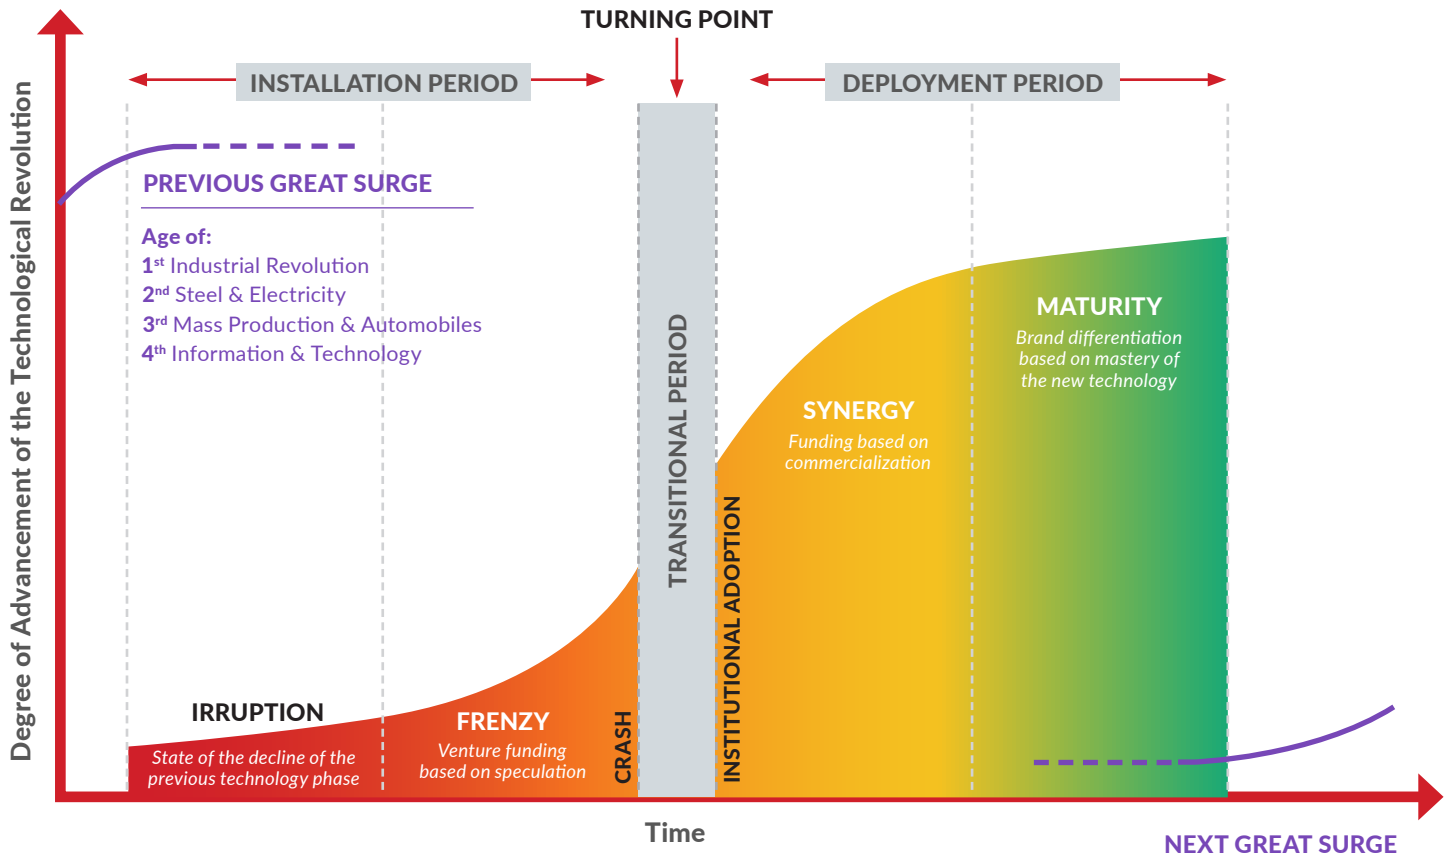 TURNING POINT
INSTALLATION PERIOD
DEPLOYMENT PERIOD
Degree of Advancement of the Technological Revolution
PREVIOUS GREAT SURGE
Age of:
1st Industrial Revolution
2nd Steel & Electricity
3rd Mass Production & Automobiles
4th Information & Technology
TRANSITIONAL PERIOD
MATURITY
Brand differentiation
based on mastery of
the new technology
SYNERGY
Funding based on
commercialization
INSTITUTIONAL ADOPTION
IRRUPTION
State of the decline of the
previous technology phase
FRENZY
Venture funding
based on speculation
CRASH
Time
NEXT GREAT SURGE